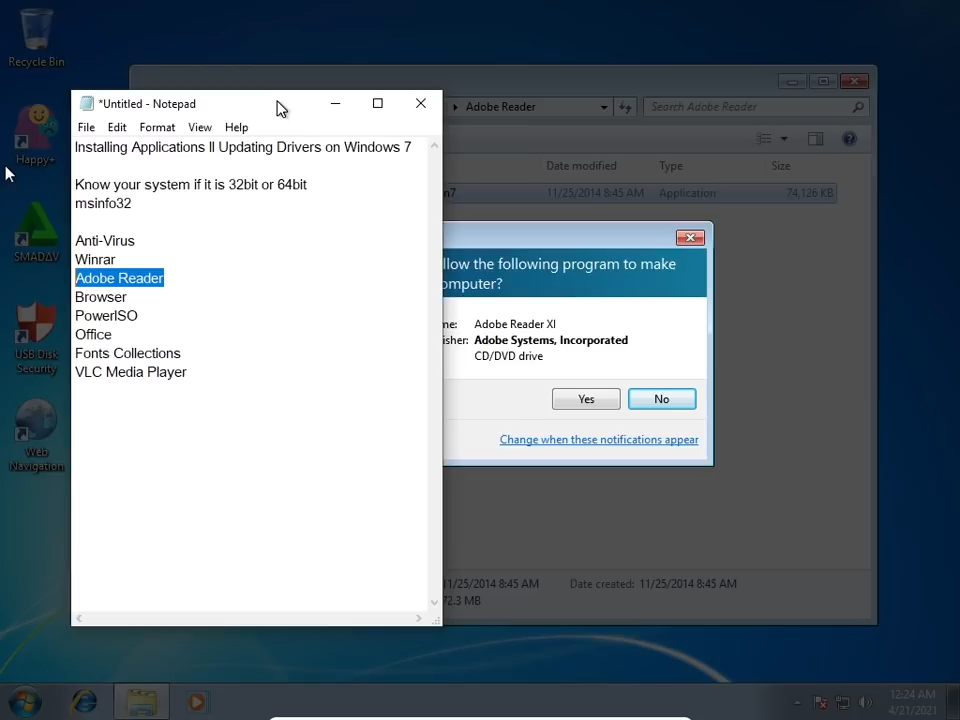 Recycle Bin
Happy+
SMADΔV
USB Disk
Security
Web
Navigation
*Untitled - Notepad
File Edit Format View Help
Installing Applications ll Updating Drivers on Windows 7
Know your system if it is 32bit or 64bit
msinfo32
Anti-Virus
Winrar
Adobe Reader
Browser
PowerISO
Office
Fonts Collections
VLC Media Player
Adobe Reader
Search Adobe Reader
Date modified Type Size
n7 11/25/2014 8:45 AM Application 74,126 KB
llow the following program to make
omputer?
me: Adobe Reader XI
isher: Adobe Systems, Incorporated
CD/DVD drive
Yes No
Change when these notifications appear
11/25/2014 8:45 AM Date created: 11/25/2014 8:45 AM
72.3 MB
12:24 AM
4/21/2021